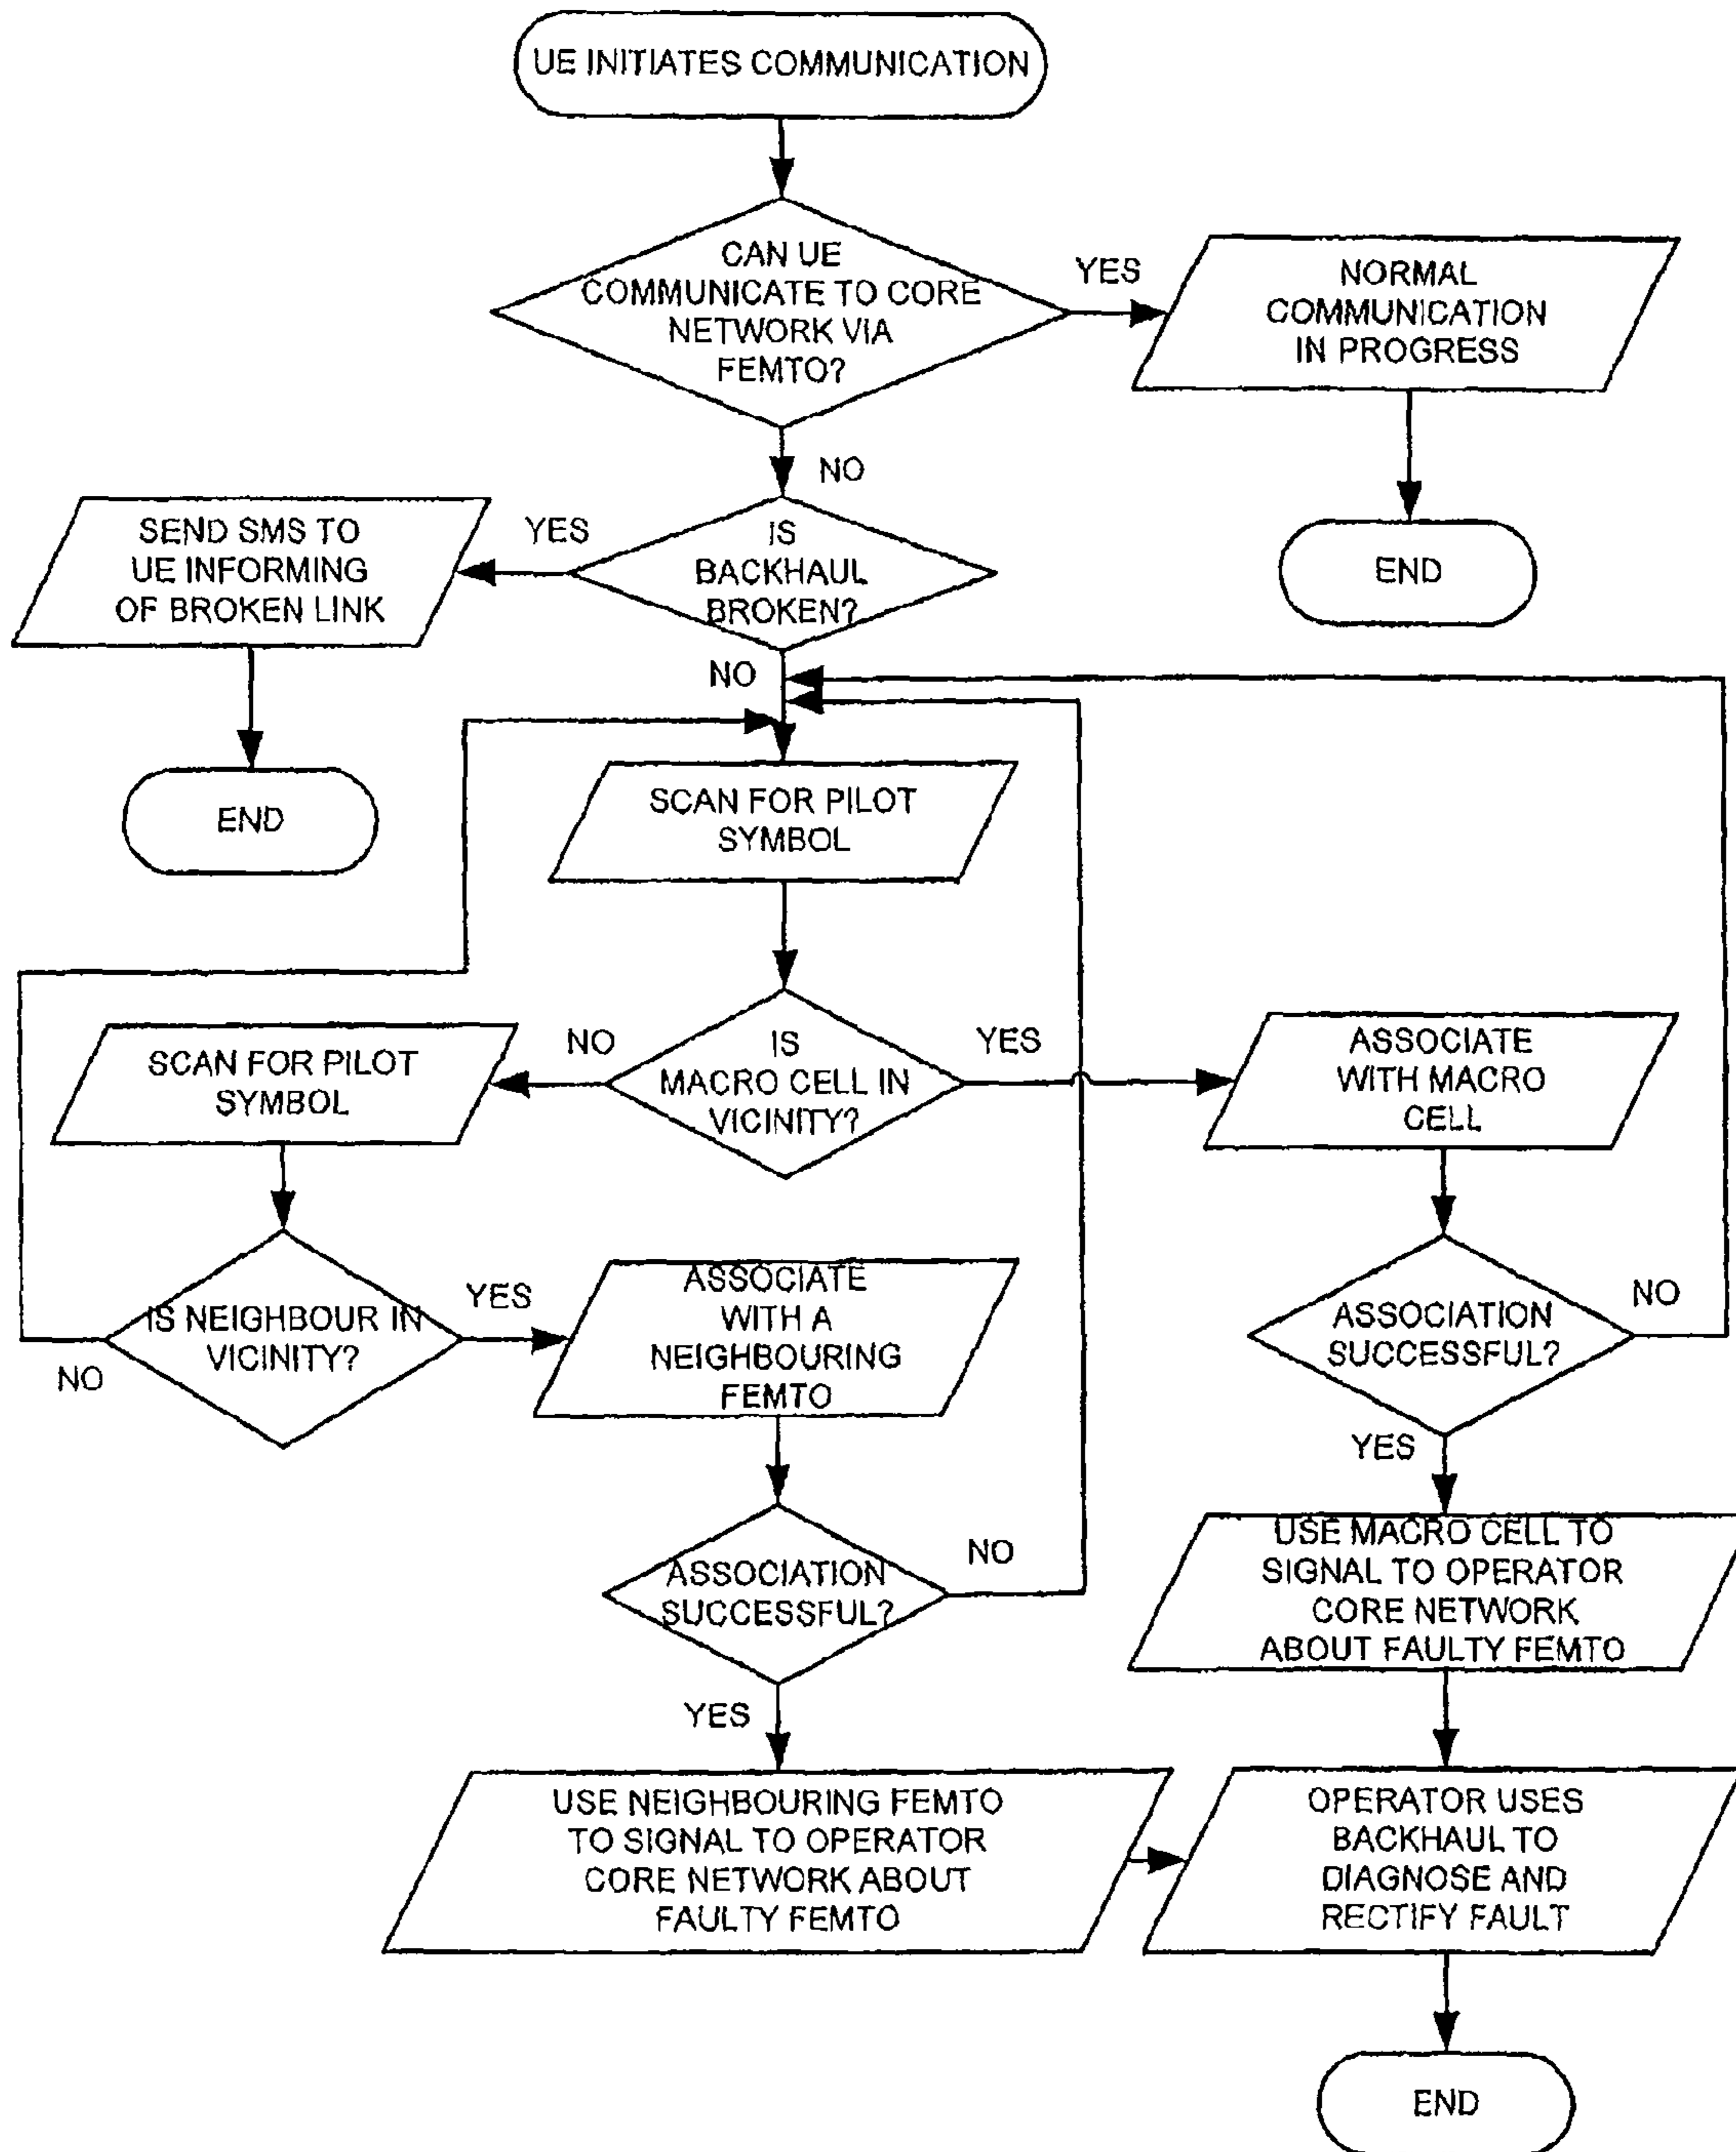 UE INITIATES COMMUNICATION
CAN UE
COMMUNICATE TO CORE
NETWORK VIA
FEMTO?
YES
NORMAL
COMMUNICATION
IN PROGRESS
NO
END
IS
BACKHAUL
BROKEN?
YES
SEND SMS TO
UE INFORMING
OF BROKEN LINK
END
NO
SCAN FOR PILOT
SYMBOL
IS
MACRO CELL IN
VICINITY?
NO
YES
SCAN FOR PILOT
SYMBOL
ASSOCIATE
WITH MACRO
CELL
IS NEIGHBOUR IN
VICINITY?
NO
YES
ASSOCIATE
WITH A
NEIGHBOURING
FEMTO
ASSOCIATION
SUCCESSFUL?
NO
YES
ASSOCIATION
SUCCESSFUL?
NO
YES
USE MACRO CELL TO
SIGNAL TO OPERATOR
CORE NETWORK
ABOUT FAULTY FEMTO
USE NEIGHBOURING FEMTO
TO SIGNAL TO OPERATOR
CORE NETWORK ABOUT
FAULTY FEMTO
OPERATOR USES
BACKHAUL TO
DIAGNOSE AND
RECTIFY FAULT
END